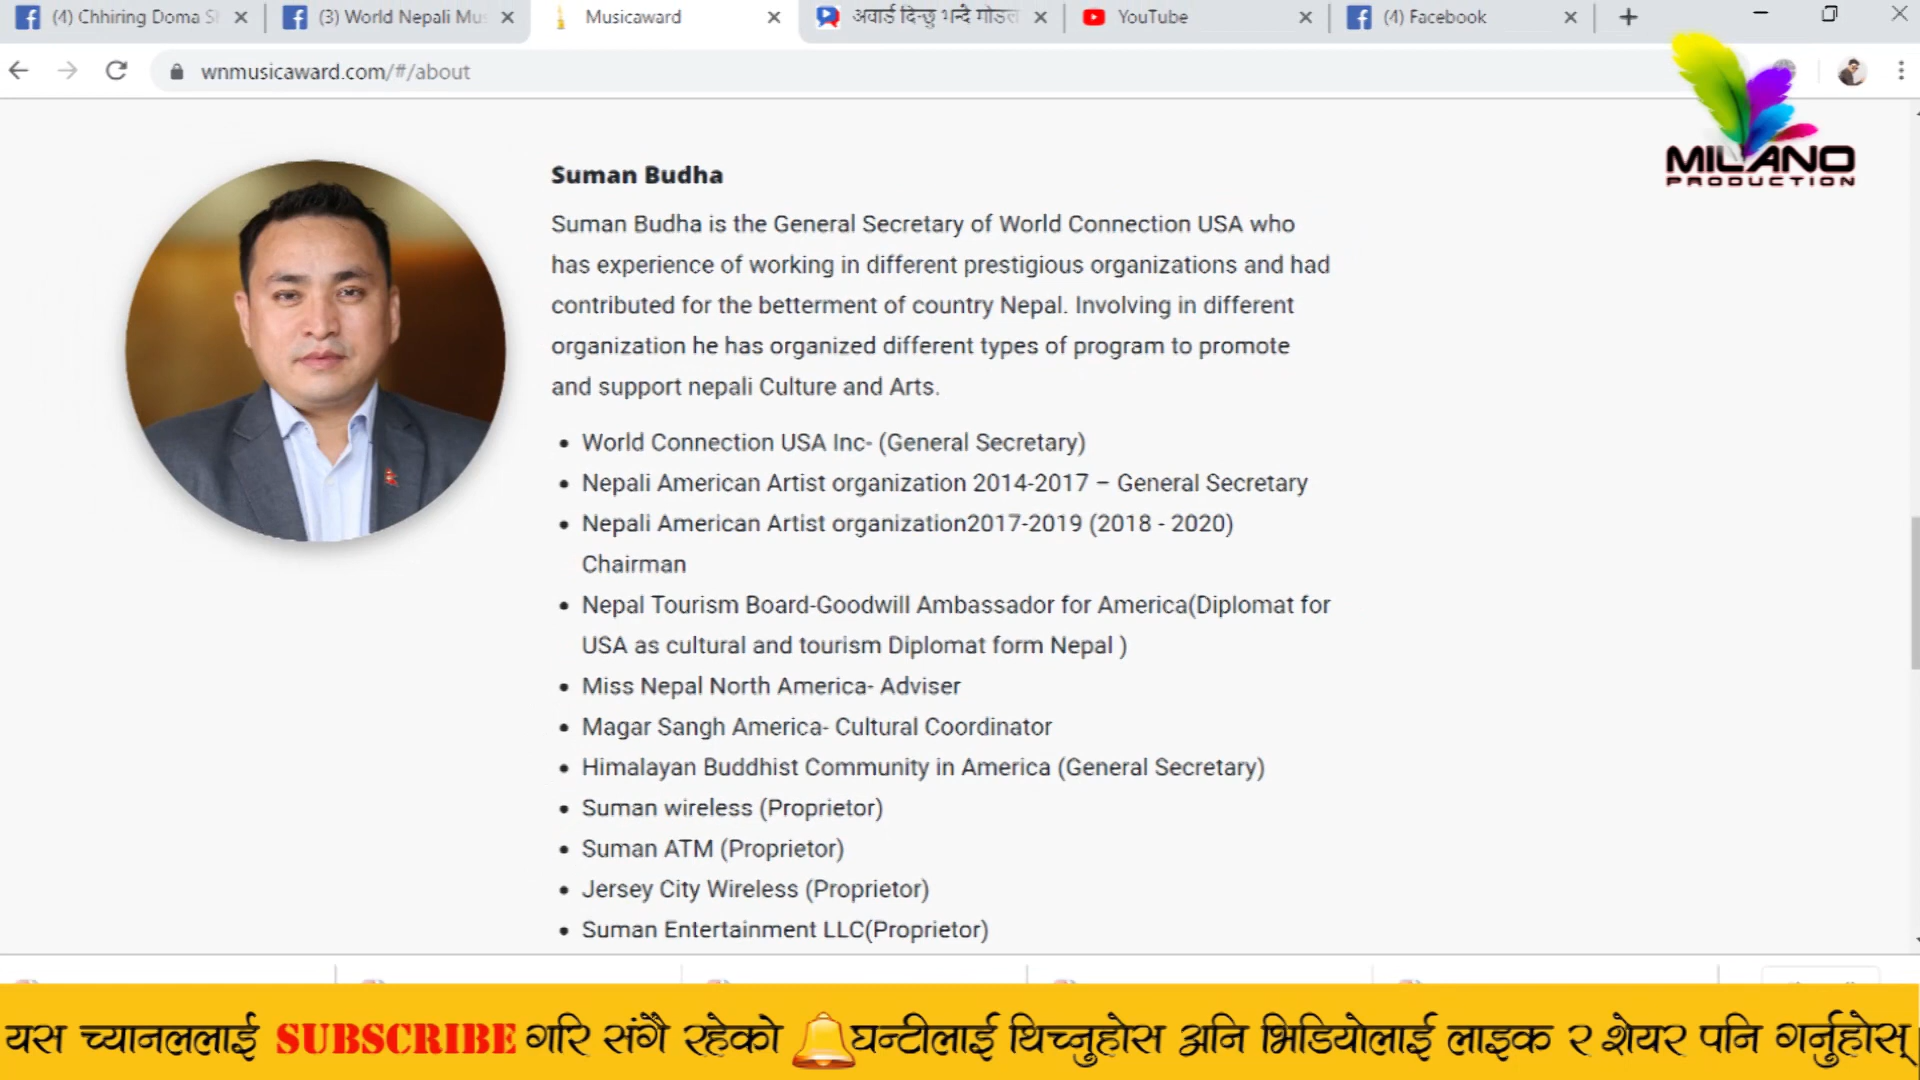 (4) Chhiring Doma S
(3) World Nepali Mu
Musicaward
अवार्ड दिन्छु भन्दै मोडल
YouTube
(4) Facebook
wnmusicaward.com/#/about
MILANO
PRODUCTION
Suman Budha
Suman Budha is the General Secretary of World Connection USA who
has experience of working in different prestigious organizations and had
contributed for the betterment of country Nepal. Involving in different
organization he has organized different types of program to promote
and support nepali Culture and Arts.
• World Connection USA Inc- (General Secretary)
• Nepali American Artist organization 2014-2017 – General Secretary
• Nepali American Artist organization2017-2019 (2018 - 2020)
Chairman
• Nepal Tourism Board-Goodwill Ambassador for America(Diplomat for
USA as cultural and tourism Diplomat form Nepal )
• Miss Nepal North America- Adviser
• Magar Sangh America- Cultural Coordinator
• Himalayan Buddhist Community in America (General Secretary)
• Suman wireless (Proprietor)
• Suman ATM (Proprietor)
• Jersey City Wireless (Proprietor)
• Suman Entertainment LLC(Proprietor)
यस च्यानललाई SUBSCRIBE गरि संगै रहेको घन्टीलाई थिच्नुहोस अनि भिडियोलाई लाइक र शेयर पनि गर्नुहोस्